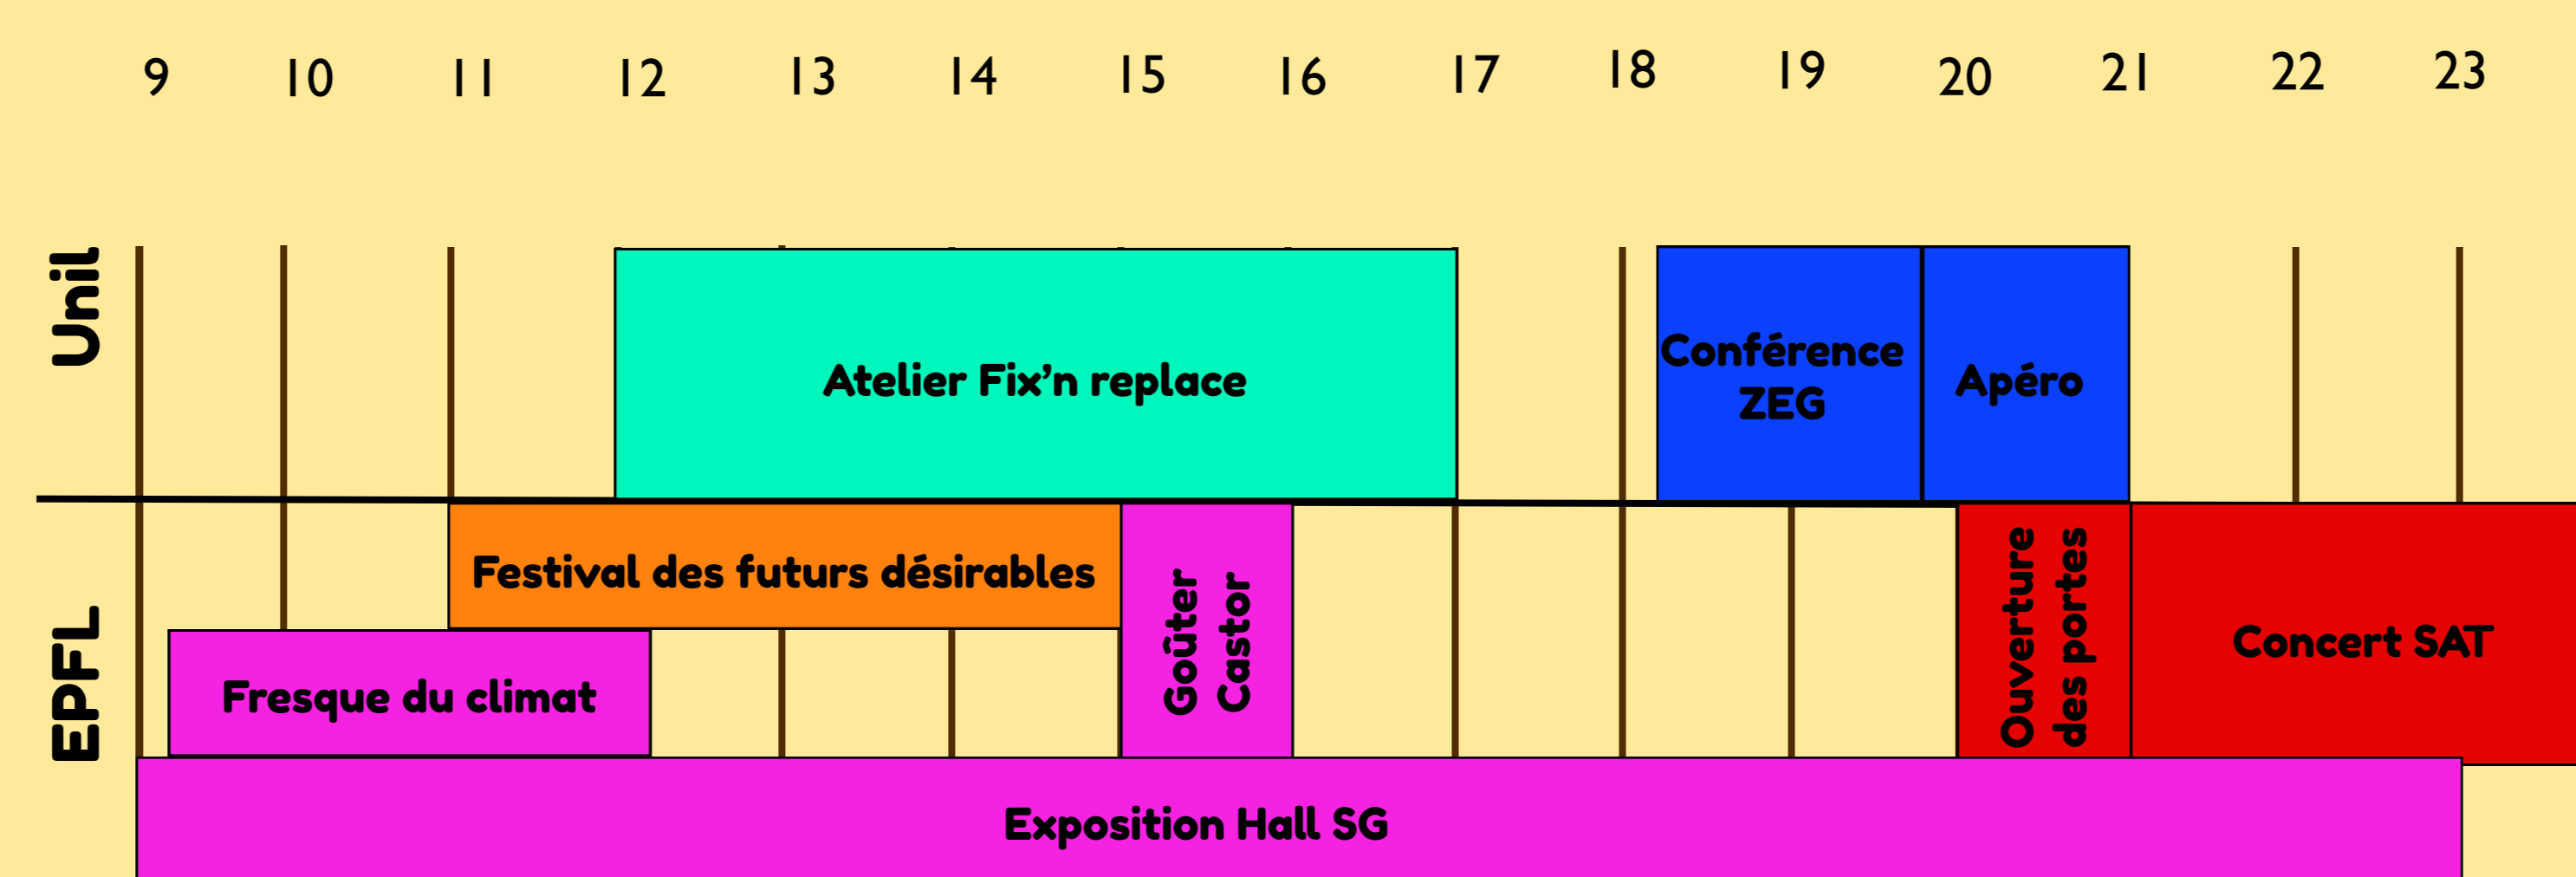 9 10 11 12 13 14 15 16 17 18 19 20 21 22 23
Unil
Atelier Fix’n replace
Conférence
ZEG
Apéro
EPFL
Festival des futurs désirables
Fresque du climat
Goûter
Castor
Ouverture
des portes
Concert SAT
Exposition Hall SG